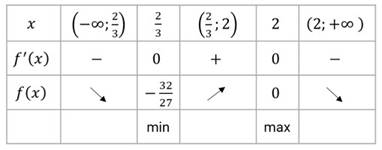 x (−∞; 2/3) 2/3 (2/3; 2) 2 (2; +∞ )
f′(x) − 0 + 0 −
f(x) ↘ −32/27 ↗ 0 ↘
min max